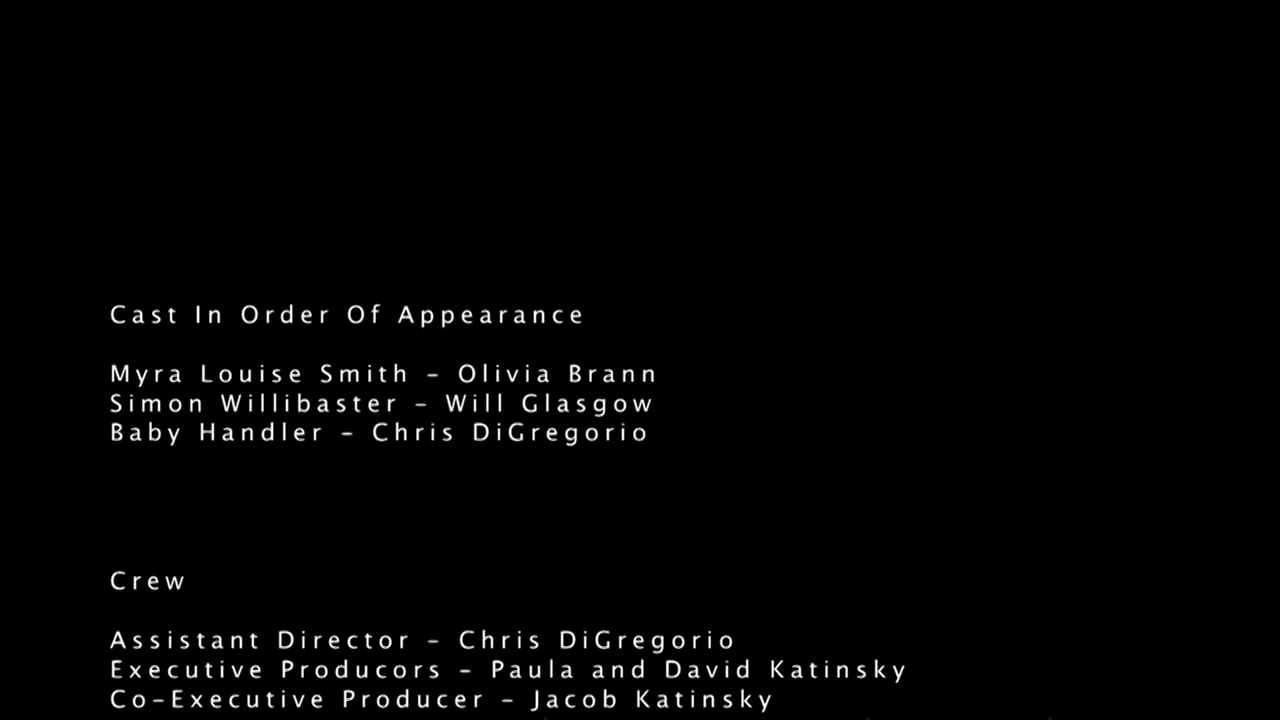 Cast In Order Of Appearance
Myra Louise Smith – Olivia Brann
Simon Willibaster – Will Glasgow
Baby Handler – Chris DiGregorio
Crew
Assistant Director – Chris DiGregorio
Executive Producors – Paula and David Katinsky
Co–Executive Producer – Jacob Katinsky